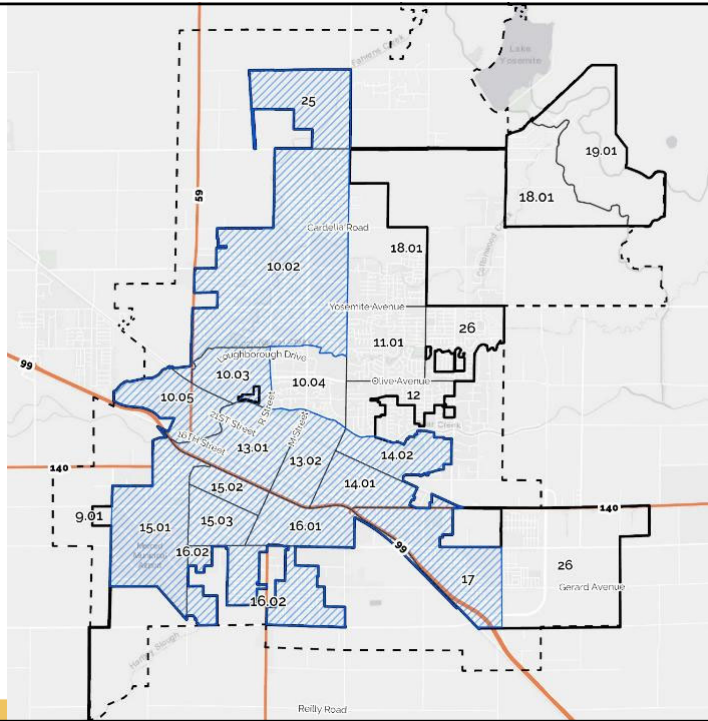 Fahrens Creek
Lake
Yosemite
25
19.01
18.01
59
Cardella Road
18.01
10.02
Yosemite Avenue
26
11.01
Loughborough Drive
99
10.03
10.04
Olive Avenue
10.05
12
R Street
21ST Street
M Street
16TH Street
13.01
13.02
14.02
140
15.02
14.01
9.01
15.01
15.03
16.01
140
99
16.02
26
17
Gerard Avenue
16.02
Hartley Slough
Reilly Road